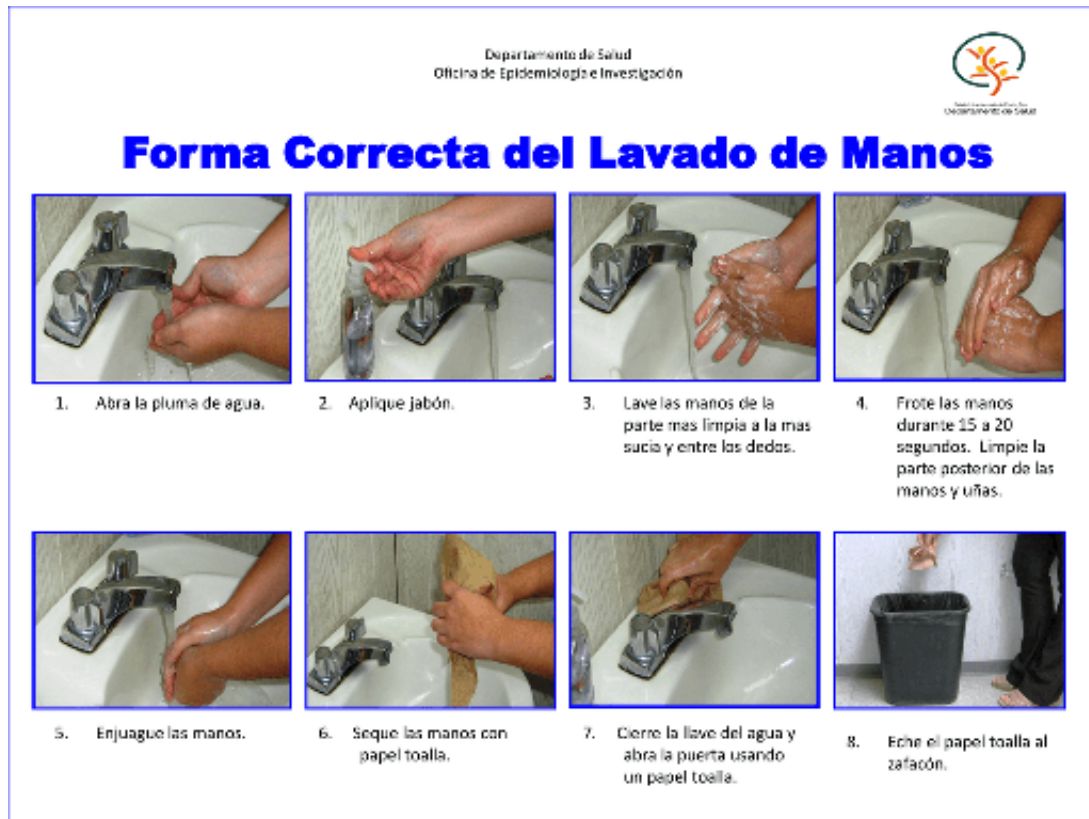 Departamento de Salud
Oficina de Epidemiología e Investigación
Departamento de Salud
Forma Correcta del Lavado de Manos
1. Abra la pluma de agua.
2. Aplique jabón.
3. Lave las manos de la
parte mas limpia a la mas
sucia y entre los dedos.
4. Frote las manos
durante 15 a 20
segundos. Limpie la
parte posterior de las
manos y uñas.
5. Enjuague las manos.
6. Seque las manos con
papel toalla.
7. Cierre la llave del agua y
abra la puerta usando
un papel toalla.
8. Eche el papel toalla al
zafacón.